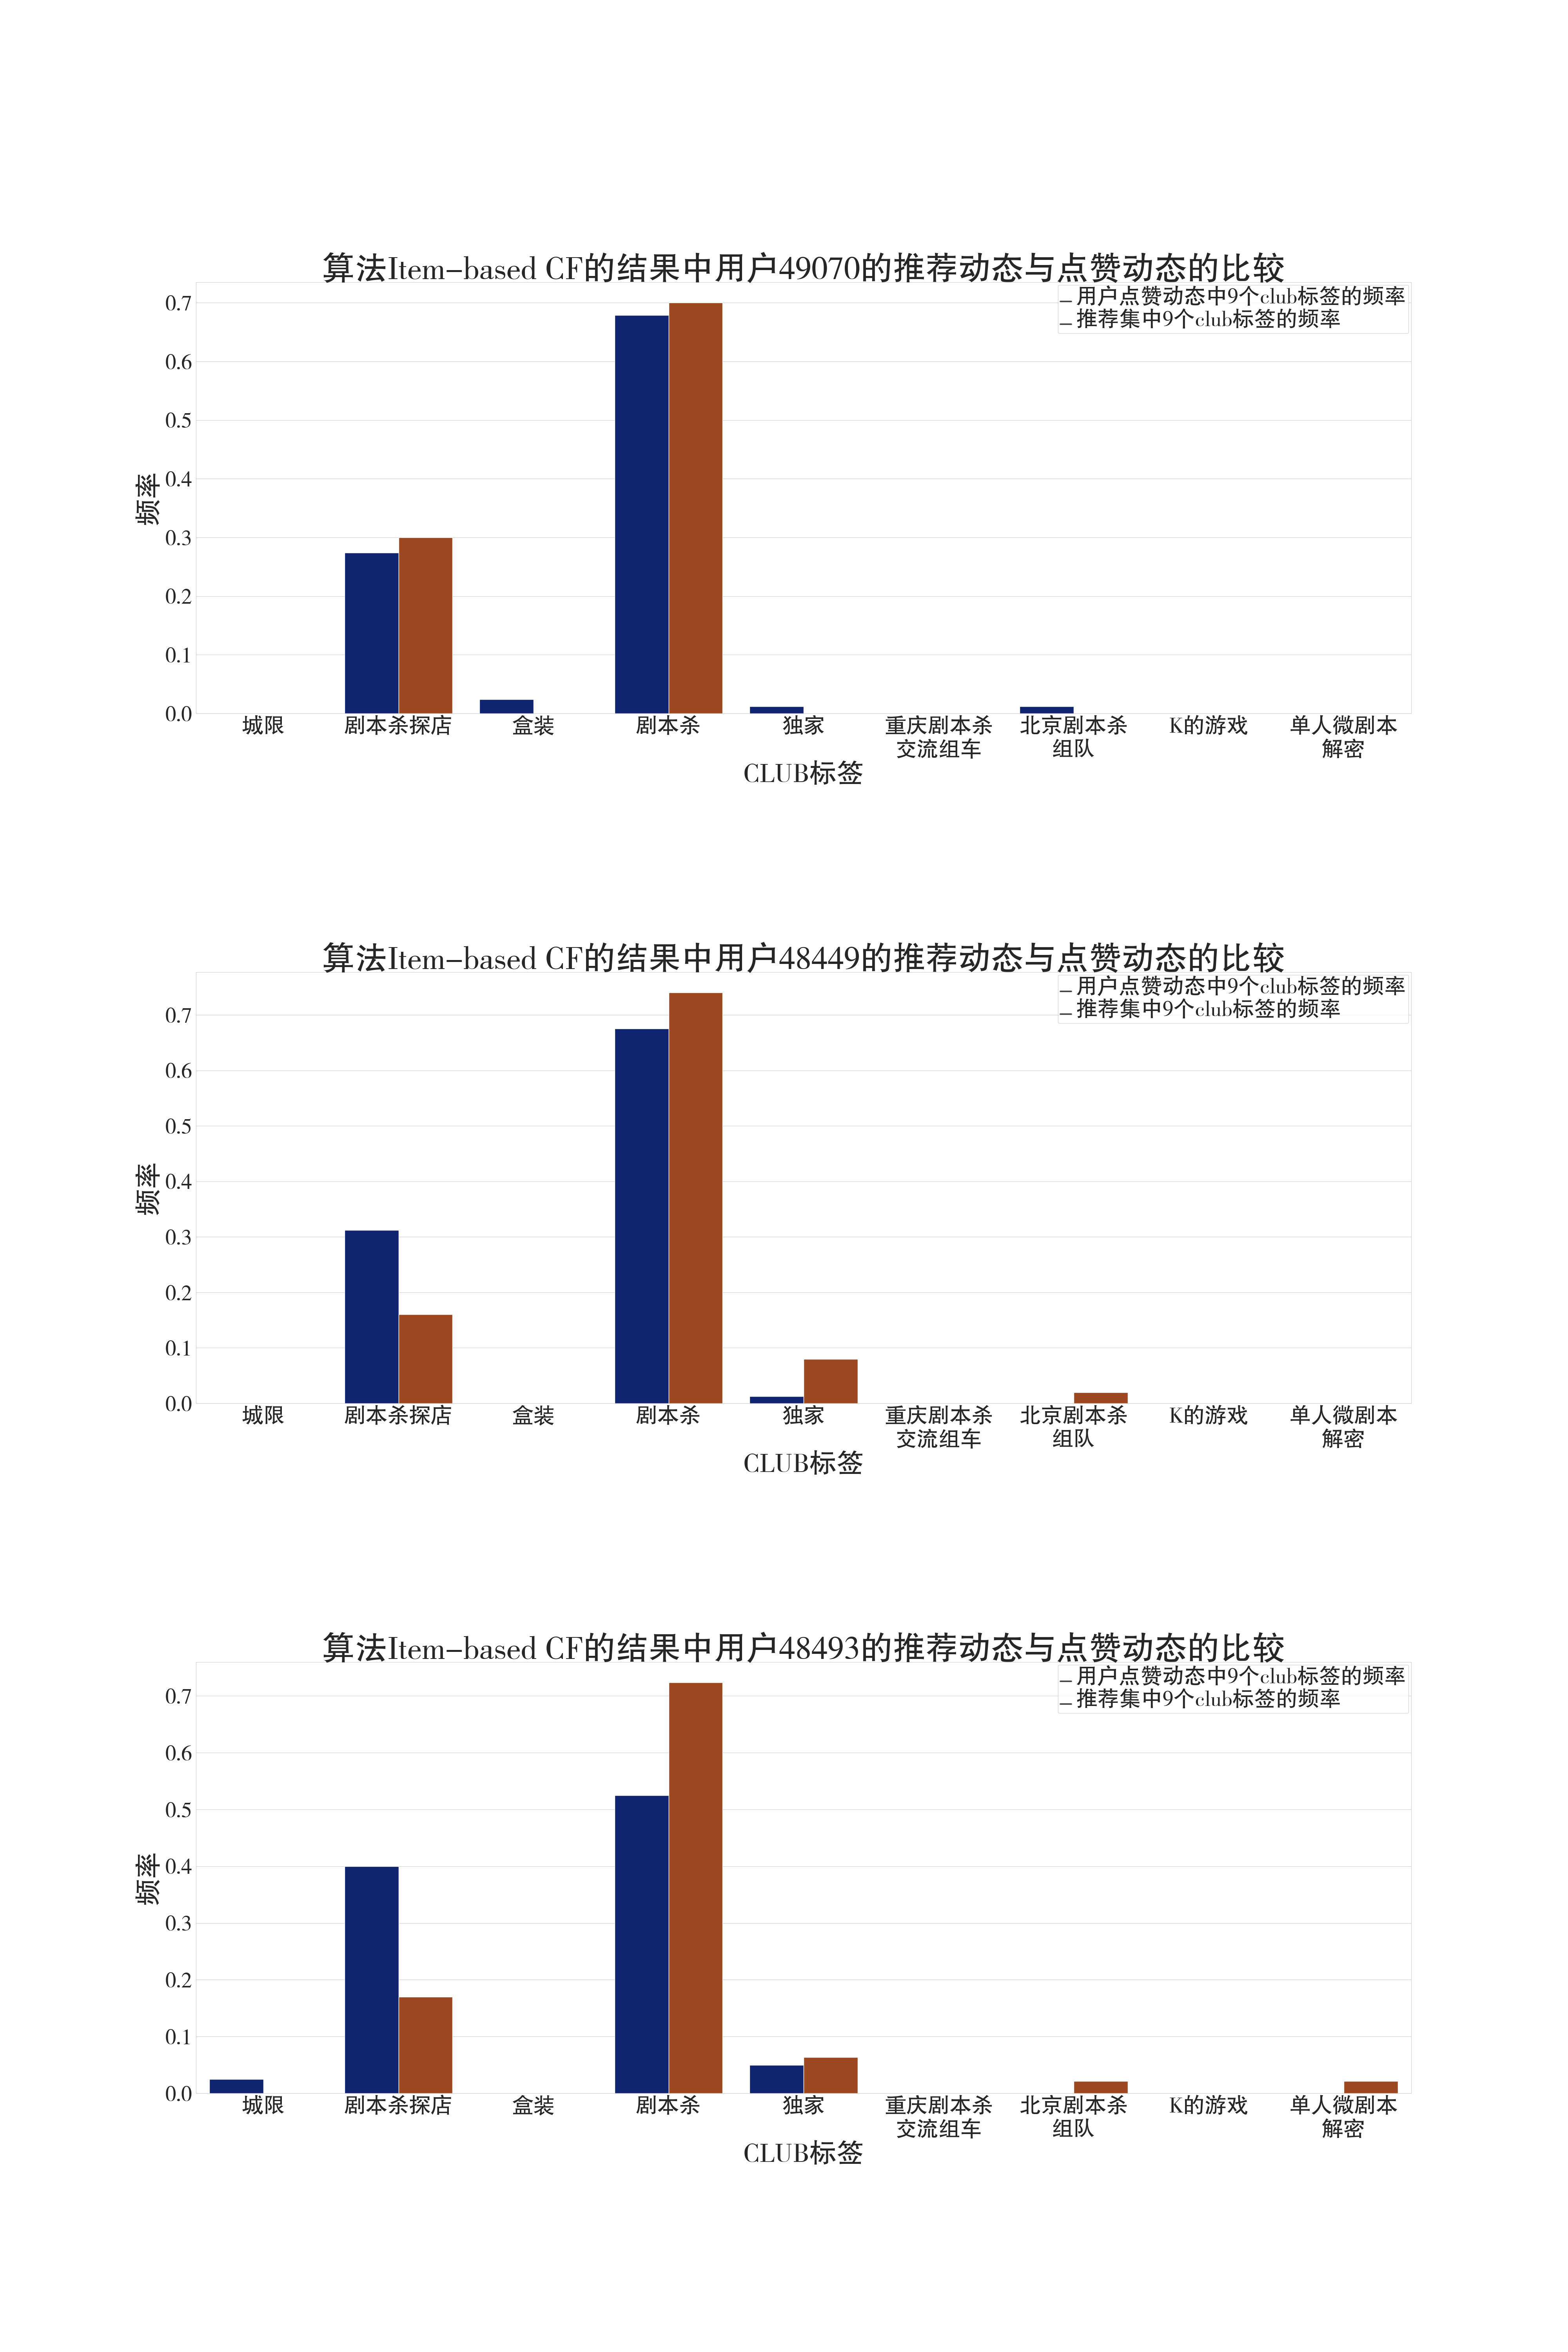 算法Item-based CF的结果中用户49070的推荐动态与点赞动态的比较
用户点赞动态中9个club标签的频率
推荐集中9个club标签的频率
0.7
0.6
0.5
0.4
0.3
0.2
0.1
0.0
频率
城限 剧本杀探店 盒装 剧本杀 独家 重庆剧本杀 北京剧本杀 K的游戏 单人微剧本
交流组车 组队 解密
CLUB标签
算法Item-based CF的结果中用户48449的推荐动态与点赞动态的比较
用户点赞动态中9个club标签的频率
推荐集中9个club标签的频率
0.7
0.6
0.5
0.4
0.3
0.2
0.1
0.0
频率
城限 剧本杀探店 盒装 剧本杀 独家 重庆剧本杀 北京剧本杀 K的游戏 单人微剧本
交流组车 组队 解密
CLUB标签
算法Item-based CF的结果中用户48493的推荐动态与点赞动态的比较
用户点赞动态中9个club标签的频率
推荐集中9个club标签的频率
0.7
0.6
0.5
0.4
0.3
0.2
0.1
0.0
频率
城限 剧本杀探店 盒装 剧本杀 独家 重庆剧本杀 北京剧本杀 K的游戏 单人微剧本
交流组车 组队 解密
CLUB标签